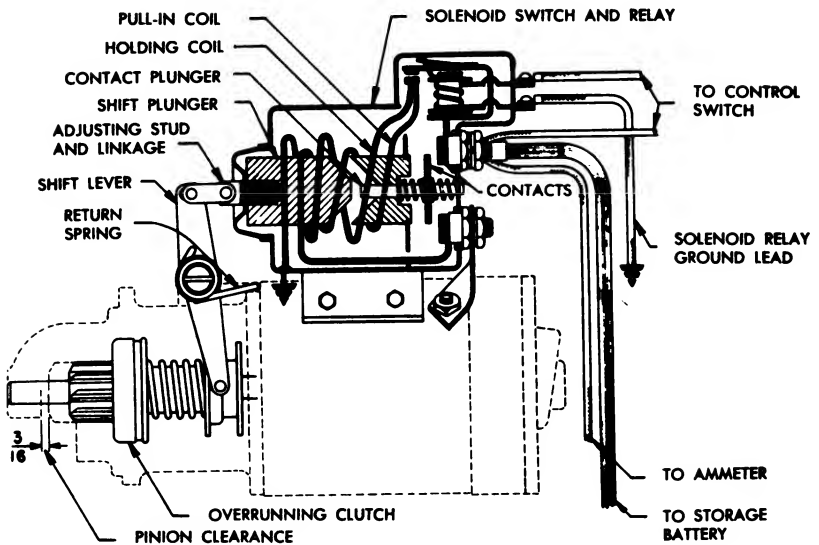 PULL-IN COIL
HOLDING COIL
CONTACT PLUNGER
SHIFT PLUNGER
ADJUSTING STUD
AND LINKAGE
SHIFT LEVER
RETURN
SPRING
SOLENOID SWITCH AND RELAY
TO CONTROL
SWITCH
CONTACTS
SOLENOID RELAY
GROUND LEAD
3
16
OVERRUNNING CLUTCH
PINION CLEARANCE
TO AMMETER
TO STORAGE
BATTERY